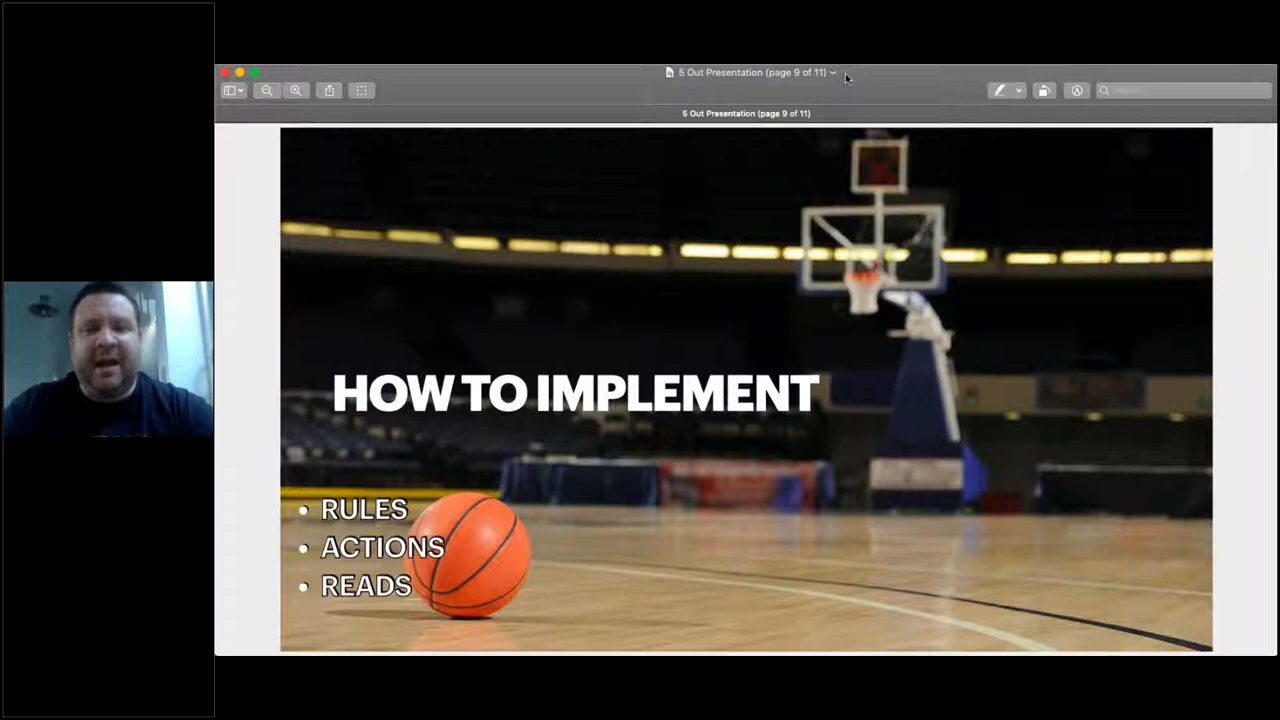 5 Out Presentation (page 9 of 11)
5 Out Presentation (page 9 of 11)
HOW TO IMPLEMENT
• RULES
• ACTIONS
• READS